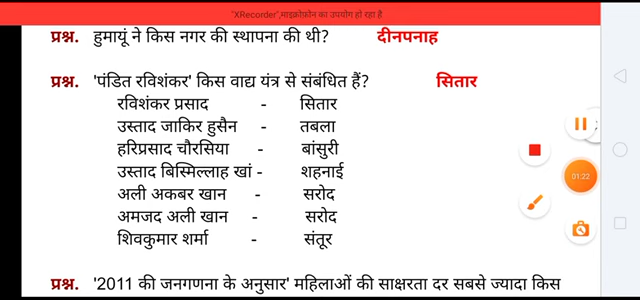 "XRecorder",माइक्रोफ़ोन का उपयोग हो रहा है
प्रश्न. हुमायूं ने किस नगर की स्थापना की थी? दीनपनाह
प्रश्न. 'पंडित रविशंकर' किस वाद्य यंत्र से संबंधित हैं? सितार
रविशंकर प्रसाद - सितार
उस्ताद जाकिर हुसैन - तबला
हरिप्रसाद चौरसिया - बांसुरी
उस्ताद बिस्मिल्लाह खां - शहनाई
अली अकबर खान - सरोद
अमजद अली खान - सरोद
शिवकुमार शर्मा - संतूर
01:22
प्रश्न. '2011 की जनगणना के अनुसार' महिलाओं की साक्षरता दर सबसे ज्यादा किस